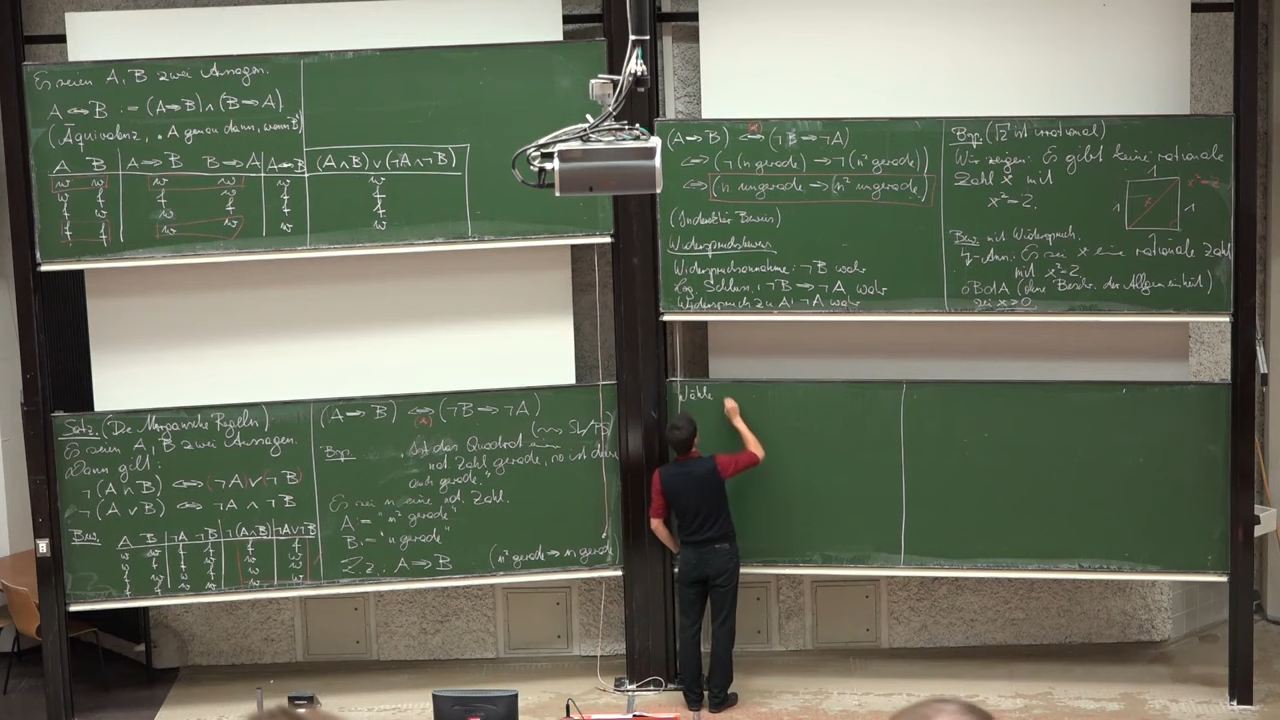 Es seien A, B zwei Aussagen.
A ⇔ B := (A ⇒ B) ∧ (B ⇒ A)
(Äquivalenz, „A genau dann, wenn B“)
A B A⇒B B⇒A A⇔B (A∧B)∨(¬A∧¬B)
w w w w w w
w f f w f f
f w w f f f
f f w w w w
Satz. (De Morgansche Regeln)
Es seien A, B zwei Aussagen.
Dann gilt:
¬(A ∧ B) ⇔ (¬A) ∨ (¬B)
¬(A ∨ B) ⇔ ¬A ∧ ¬B
Bew.
A B ¬A ¬B ¬(A∧B) ¬A∨¬B
(A ⇒ B) ⇔ (¬B ⇒ ¬A)
(*)
Bsp. „Ist das Quadrat einer
nat. Zahl gerade, so ist diese
auch gerade.“
Es sei n eine nat. Zahl.
A = „n² gerade“
B = „n gerade“
Z.z.: A ⇒ B (n² gerade ⇒ n gerade)
(A ⇒ B) ⇔ (¬B ⇒ ¬A)
⇔ (¬(n gerade) ⇒ ¬(n² gerade))
⇔ (n ungerade ⇒ n² ungerade)
(Indirekter Beweis)
Widerspruchsbeweis
Widerspruchsannahme: ¬B wahr
Log. Schluss: ¬B ⇒ ¬A wahr
Widerspruch zu A: ¬A wahr
Bsp. (√2 ist irrational)
Wir zeigen: Es gibt keine rationale
Zahl x mit
x² = 2.
1
1 1
Bew. mit Widerspruch.
↯-Ann.: Es sei x eine rationale Zahl
mit x² = 2
oBdA (ohne Beschr. der Allgemeinheit)
sei x > 0
Wähle